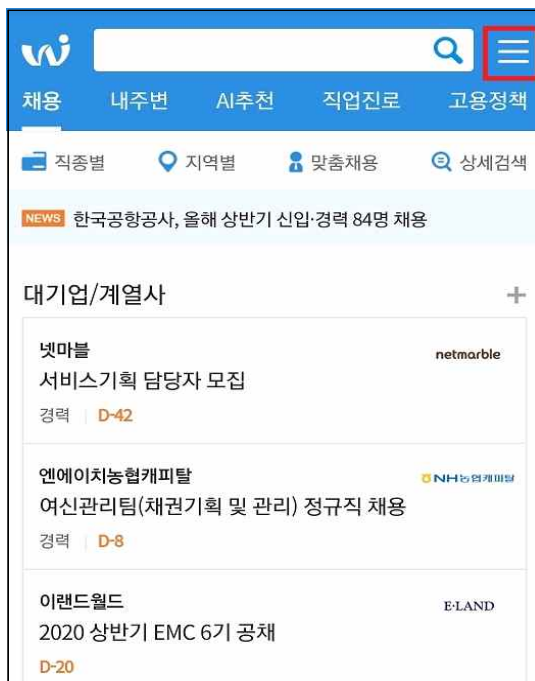 채용 내주변 AI추천 직업진로 고용정책
직종별 지역별 맞춤채용 상세검색
NEWS 한국공항공사, 올해 상반기 신입·경력 84명 채용
대기업/계열사
넷마블
netmarble
서비스기획 담당자 모집
경력 D-42
엔에이치농협캐피탈
NH농협캐피탈
여신관리팀(채권기획 및 관리) 정규직 채용
경력 D-8
이랜드월드
E·LAND
2020 상반기 EMC 6기 공채
D-20